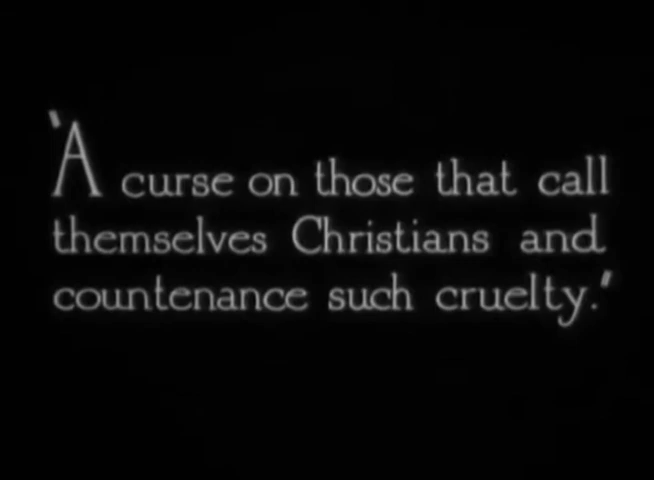 "A curse on those that call
themselves Christians and
countenance such cruelty."